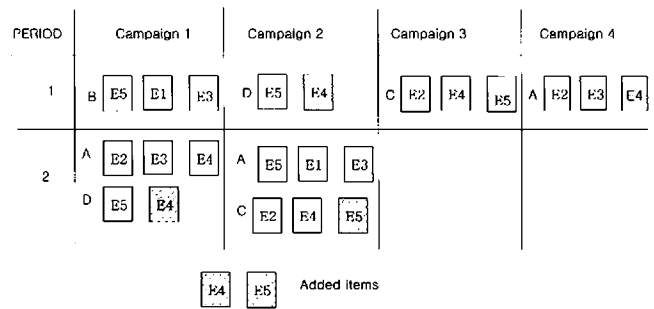 PERIOD Campaign 1 Campaign 2 Campaign 3 Campaign 4
1 B E5 E1 E3 D E5 E4 C E2 E4 E5 A E2 E3 E4
A E2 E3 E4 A E5 E1 E3
2
D E5 E4 C E2 E4 E5
E4 E5 Added items